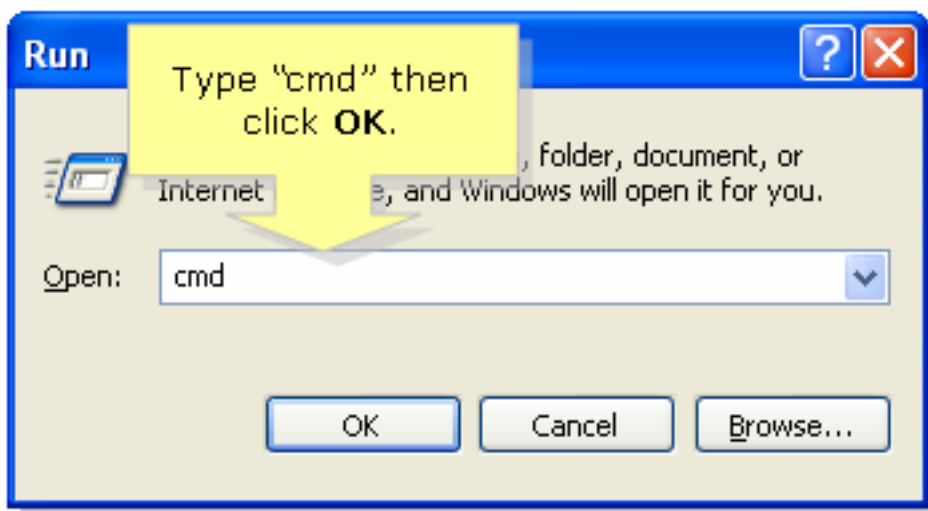 Run
Type “cmd” then
click OK.
, folder, document, or
Internet , and Windows will open it for you.
Open: cmd
OK Cancel Browse...